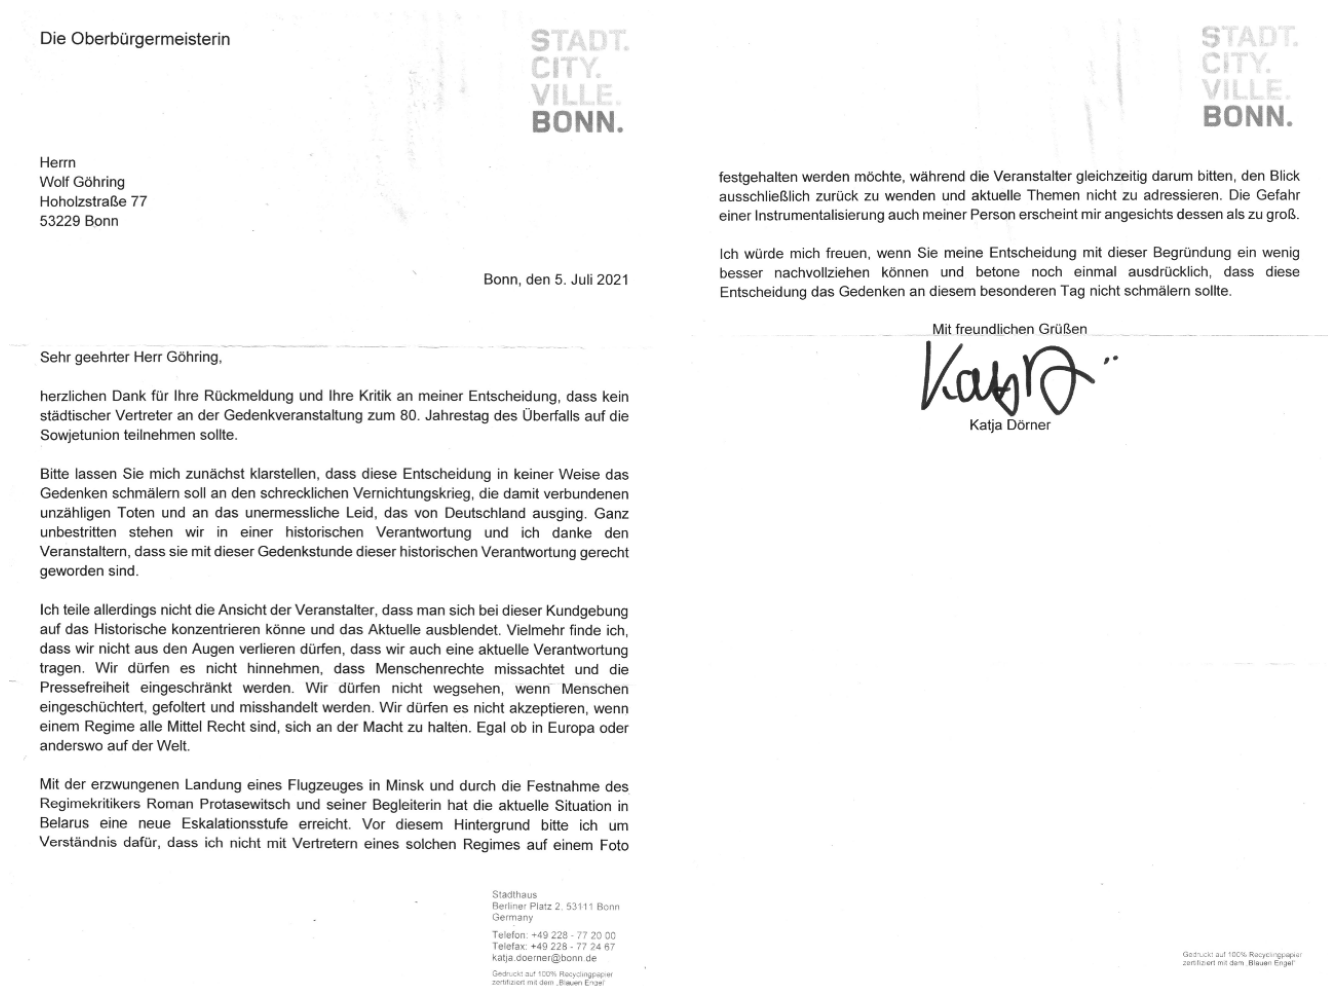 Die Oberbürgermeisterin
STADT.
CITY.
VILLE.
BONN.
Herrn
Wolf Göhring
Hoholzstraße 77
53229 Bonn
Bonn, den 5. Juli 2021
Sehr geehrter Herr Göhring,
herzlichen Dank für Ihre Rückmeldung und Ihre Kritik an meiner Entscheidung, dass kein
städtischer Vertreter an der Gedenkveranstaltung zum 80. Jahrestag des Überfalls auf die
Sowjetunion teilnehmen sollte.
Bitte lassen Sie mich zunächst klarstellen, dass diese Entscheidung in keiner Weise das
Gedenken schmälern soll an den schrecklichen Vernichtungskrieg, die damit verbundenen
unzähligen Toten und an das unermessliche Leid, das von Deutschland ausging. Ganz
unbestritten stehen wir in einer historischen Verantwortung und ich danke den
Veranstaltern, dass sie mit dieser Gedenkstunde dieser historischen Verantwortung gerecht
geworden sind.
Ich teile allerdings nicht die Ansicht der Veranstalter, dass man sich bei dieser Kundgebung
auf das Historische konzentrieren könne und das Aktuelle ausblendet. Vielmehr finde ich,
dass wir nicht aus den Augen verlieren dürfen, dass wir auch eine aktuelle Verantwortung
tragen. Wir dürfen es nicht hinnehmen, dass Menschenrechte missachtet und die
Pressefreiheit eingeschränkt werden. Wir dürfen nicht wegsehen, wenn Menschen
eingeschüchtert, gefoltert und misshandelt werden. Wir dürfen es nicht akzeptieren, wenn
einem Regime alle Mittel Recht sind, sich an der Macht zu halten. Egal ob in Europa oder
anderswo auf der Welt.
Mit der erzwungenen Landung eines Flugzeuges in Minsk und durch die Festnahme des
Regimekritikers Roman Protasewitsch und seiner Begleiterin hat die aktuelle Situation in
Belarus eine neue Eskalationsstufe erreicht. Vor diesem Hintergrund bitte ich um
Verständnis dafür, dass ich nicht mit Vertretern eines solchen Regimes auf einem Foto
Stadthaus
Berliner Platz 2, 53111 Bonn
Germany
Telefon: +49 228 - 77 20 00
Telefax: +49 228 - 77 24 67
katja.doerner@bonn.de
Gedruckt auf 100% Recyclingpapier
zertifiziert mit dem „Blauen Engel"
STADT.
CITY.
VILLE.
BONN.
festgehalten werden möchte, während die Veranstalter gleichzeitig darum bitten, den Blick
ausschließlich zurück zu wenden und aktuelle Themen nicht zu adressieren. Die Gefahr
einer Instrumentalisierung auch meiner Person erscheint mir angesichts dessen als zu groß.
Ich würde mich freuen, wenn Sie meine Entscheidung mit dieser Begründung ein wenig
besser nachvollziehen können und betone noch einmal ausdrücklich, dass diese
Entscheidung das Gedenken an diesem besonderen Tag nicht schmälern sollte.
Mit freundlichen Grüßen
Katja Dörner
Gedruckt auf 100% Recyclingpapier
zertifiziert mit dem „Blauen Engel"